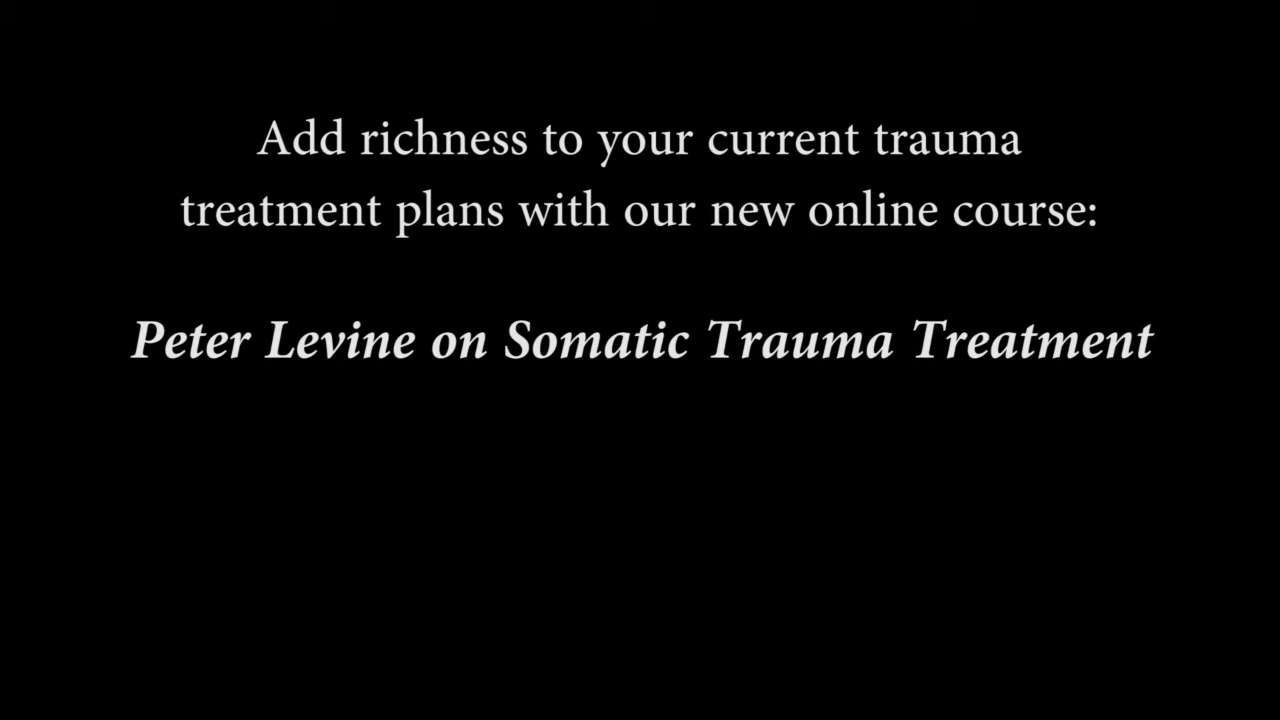 Add richness to your current trauma
treatment plans with our new online course:
Peter Levine on Somatic Trauma Treatment